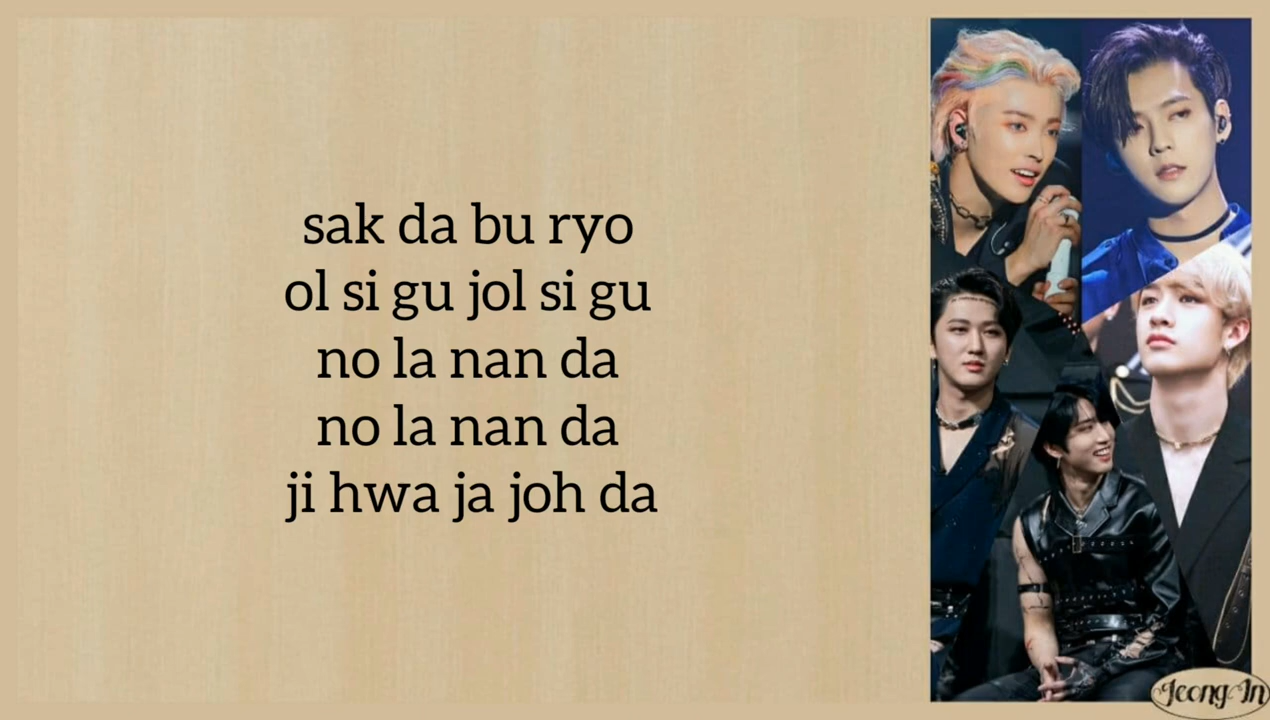 sak da bu ryo
ol si gu jol si gu
no la nan da
no la nan da
ji hwa ja joh da
Jeong In